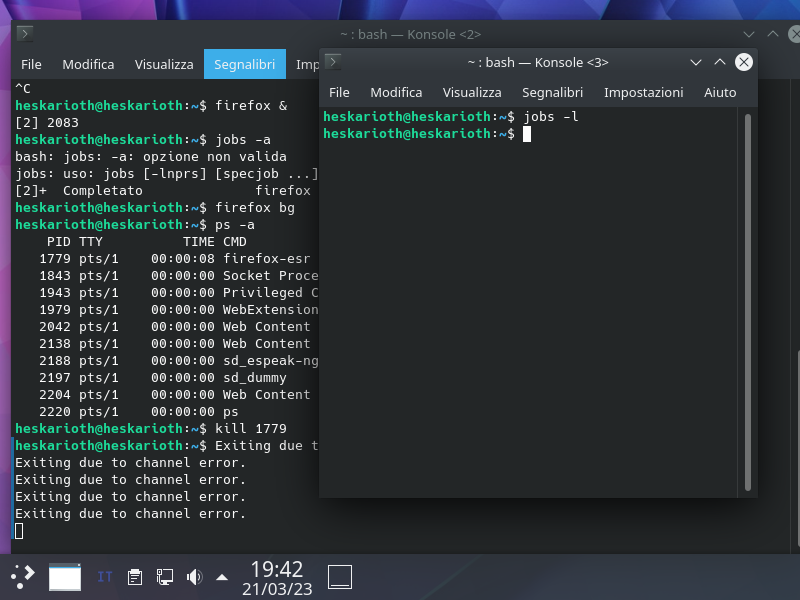 ~ : bash — Konsole <2>
File Modifica Visualizza Segnalibri Imp
^C
heskarioth@heskarioth:~$ firefox &
[2] 2083
heskarioth@heskarioth:~$ jobs -a
bash: jobs: -a: opzione non valida
jobs: uso: jobs [-lnprs] [specjob ...]
[2]+  Completato              firefox
heskarioth@heskarioth:~$ firefox bg
heskarioth@heskarioth:~$ ps -a
    PID TTY          TIME CMD
   1779 pts/1    00:00:08 firefox-esr
   1843 pts/1    00:00:00 Socket Proce
   1943 pts/1    00:00:00 Privileged C
   1979 pts/1    00:00:00 WebExtension
   2042 pts/1    00:00:00 Web Content
   2138 pts/1    00:00:00 Web Content
   2188 pts/1    00:00:00 sd_espeak-ng
   2197 pts/1    00:00:00 sd_dummy
   2204 pts/1    00:00:00 Web Content
   2220 pts/1    00:00:00 ps
heskarioth@heskarioth:~$ kill 1779
heskarioth@heskarioth:~$ Exiting due t
Exiting due to channel error.
Exiting due to channel error.
Exiting due to channel error.
Exiting due to channel error.
~ : bash — Konsole <3>
File Modifica Visualizza Segnalibri Impostazioni Aiuto
heskarioth@heskarioth:~$ jobs -l
heskarioth@heskarioth:~$
IT
19:42
21/03/23